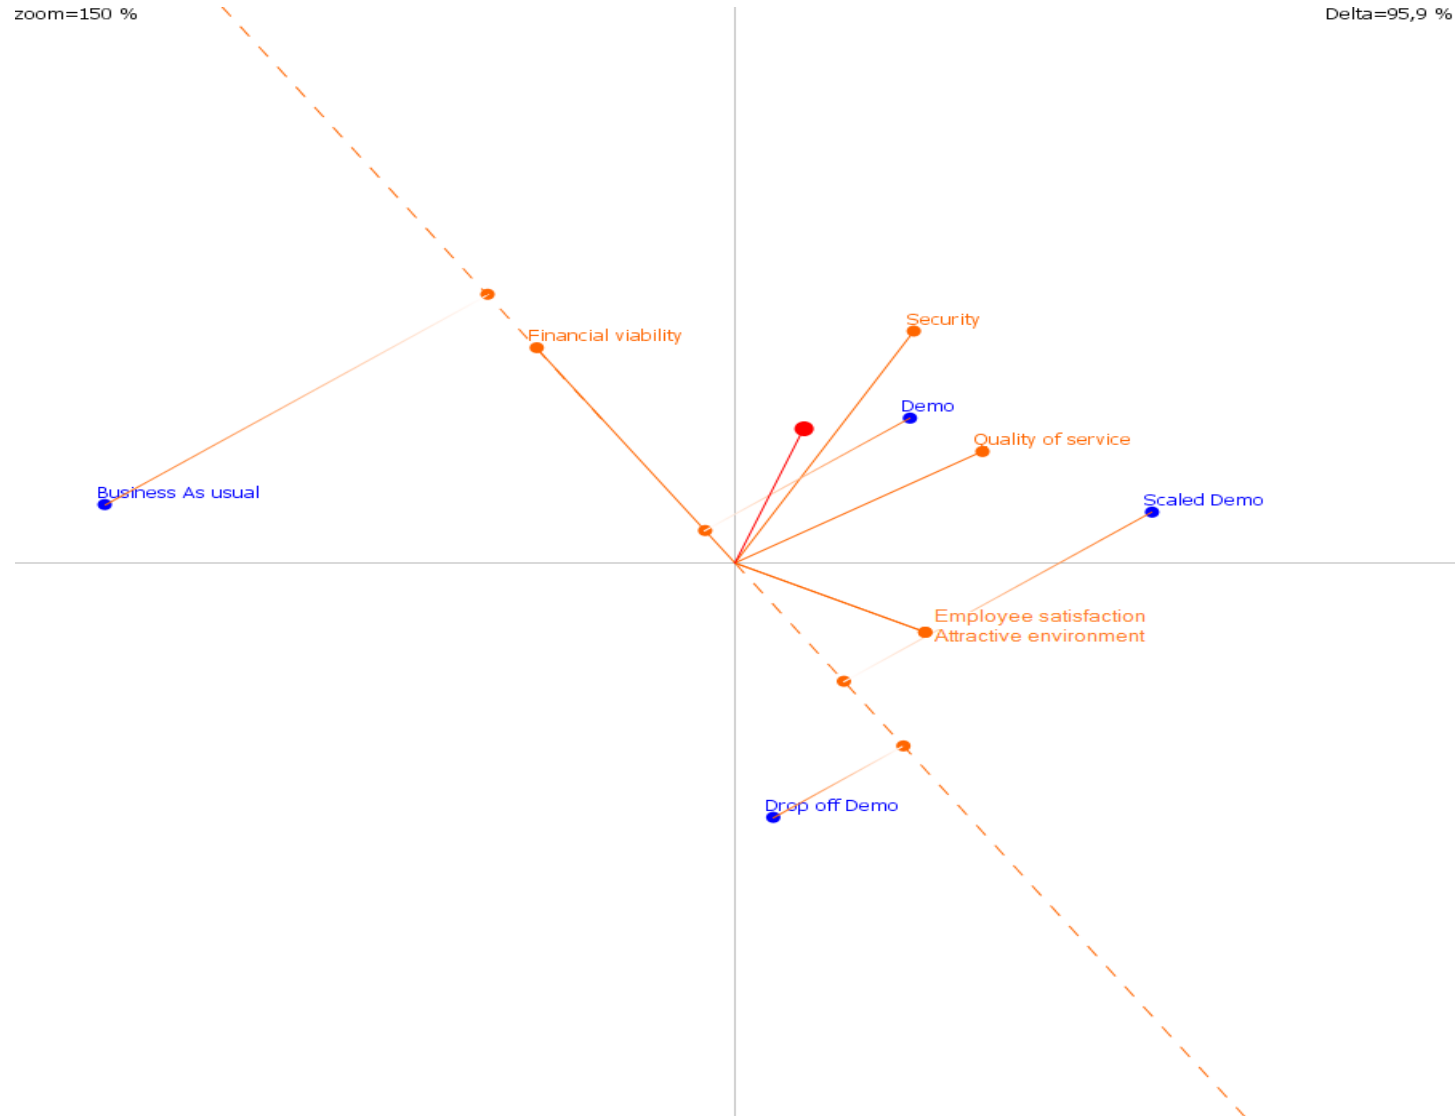 zoom=150 %
Delta=95,9 %
Security
Financial viability
Demo
Quality of service
Business As usual
Scaled Demo
Employee satisfaction
Attractive environment
Drop off Demo